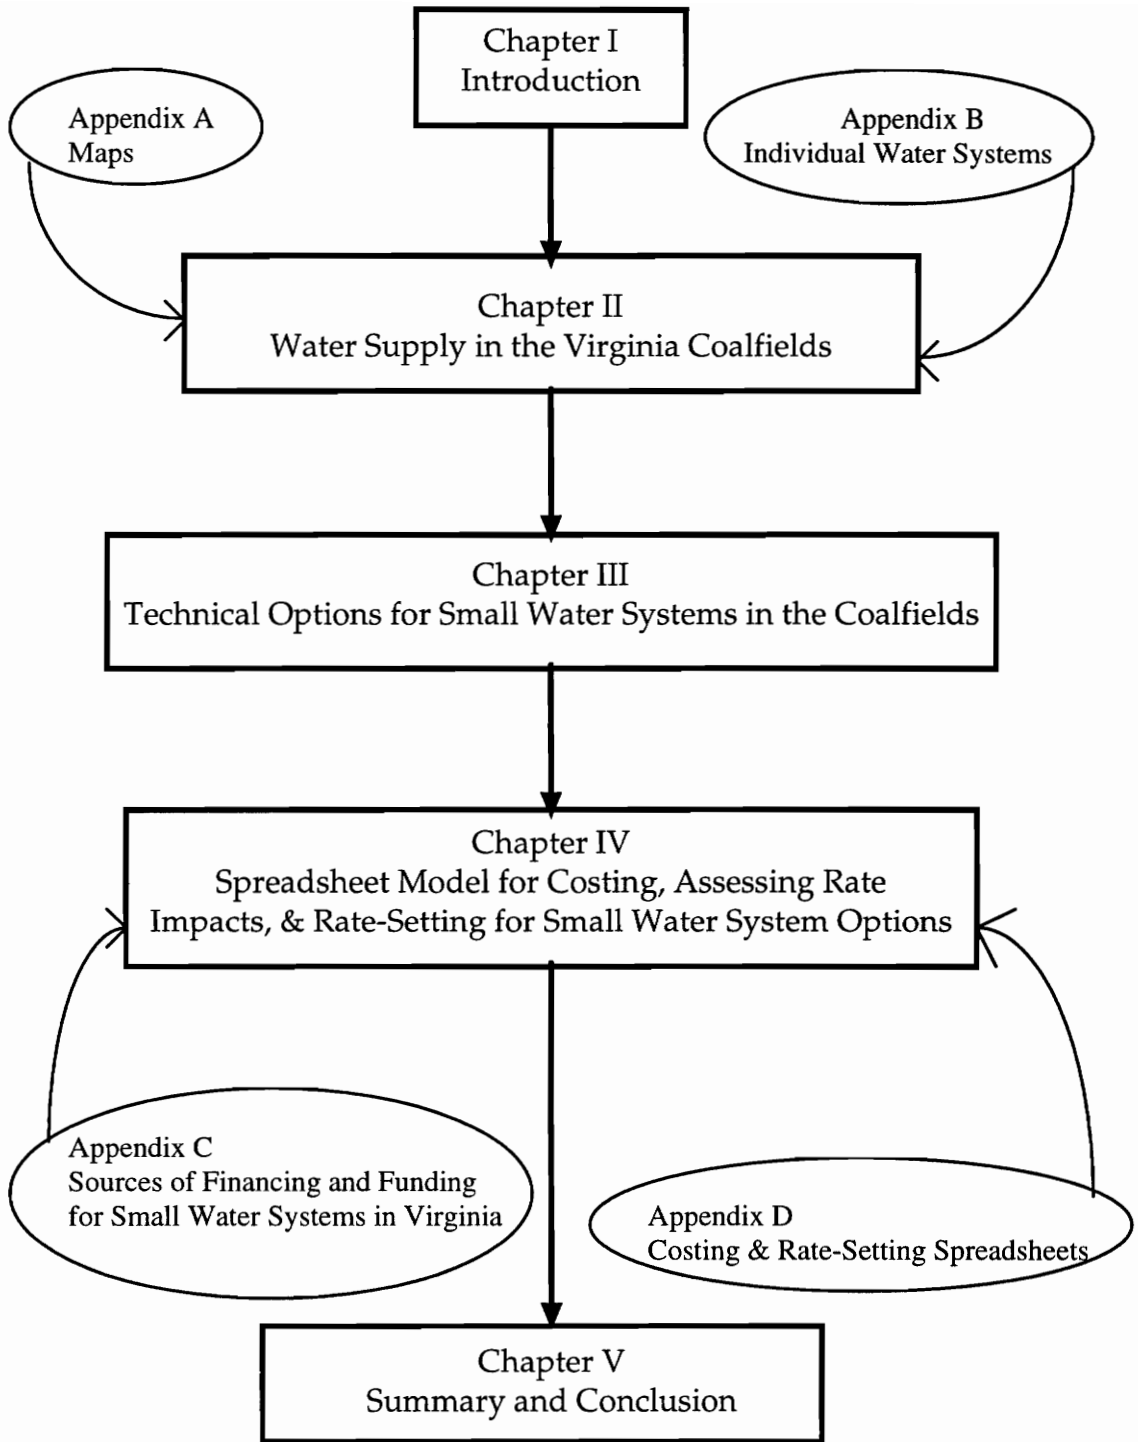 Chapter I
Introduction
Appendix A
Maps
Appendix B
Individual Water Systems
Chapter II
Water Supply in the Virginia Coalfields
Chapter III
Technical Options for Small Water Systems in the Coalfields
Chapter IV
Spreadsheet Model for Costing, Assessing Rate
Impacts, & Rate-Setting for Small Water System Options
Appendix C
Sources of Financing and Funding
for Small Water Systems in Virginia
Appendix D
Costing & Rate-Setting Spreadsheets
Chapter V
Summary and Conclusion